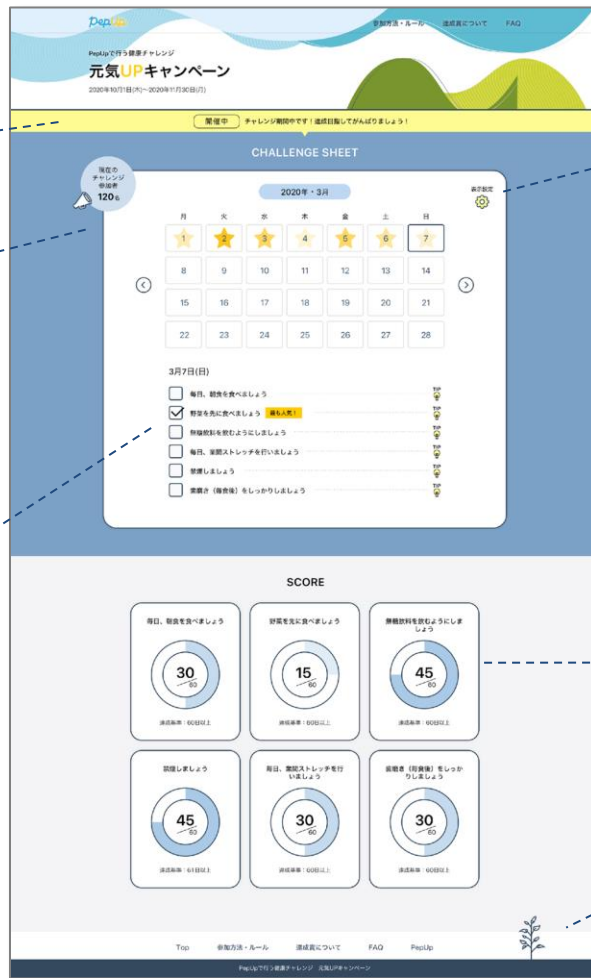 PepUp
参加方法・ルール　達成賞について　FAQ
PepUpで行う健康チャレンジ
元気UPキャンペーン
2020年10月1日(木)〜2020年11月30日(月)
開催中　チャレンジ期間中です！達成目指してがんばりましょう！
CHALLENGE SHEET
現在の
チャレンジ
参加者
120名
2020年・3月
表示設定
月 火 水 木 金 土 日
1 2 3 4 5 6 7
8 9 10 11 12 13 14
15 16 17 18 19 20 21
22 23 24 25 26 27 28
3月7日(日)
毎日、朝食を食べましょう TIP
野菜を先に食べましょう 最も人気！ TIP
無糖飲料を飲むようにしましょう TIP
毎日、業間ストレッチを行いましょう TIP
禁煙しましょう TIP
歯磨き（毎食後）をしっかりしましょう TIP
SCORE
毎日、朝食を食べましょう
30
60
達成基準：60日以上
野菜を先に食べましょう
15
60
達成基準：60日以上
無糖飲料を飲むようにしま
しょう
45
60
達成基準：60日以上
禁煙しましょう
45
60
達成基準：61日以上
毎日、業間ストレッチを行
いましょう
30
60
達成基準：60日以上
歯磨き（毎食後）をしっか
りしましょう
30
60
達成基準：60日以上
Top　参加方法・ルール　達成賞について　FAQ　PepUp
PepUpで行う健康チャレンジ　元気UPキャンペーン